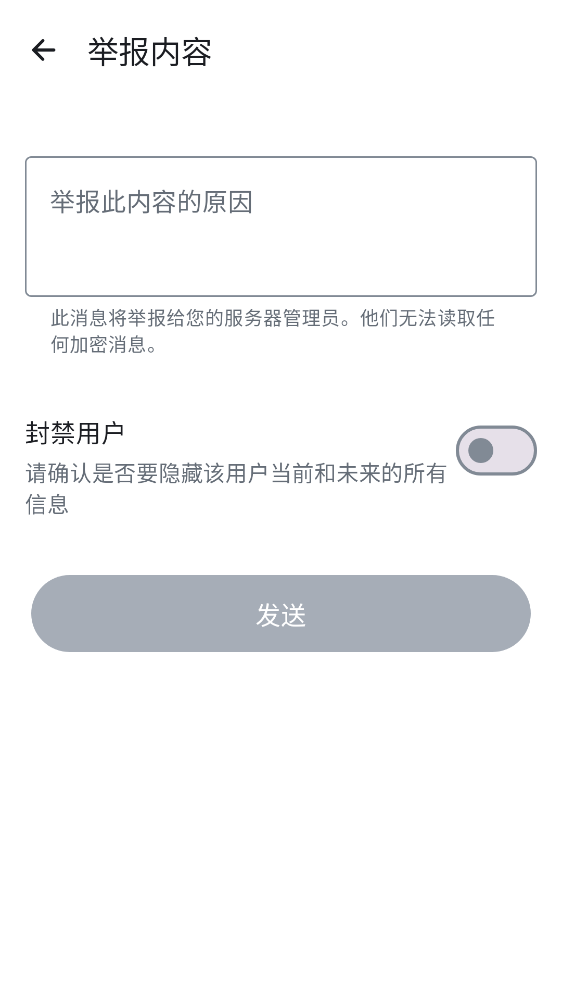 举报内容
举报此内容的原因
此消息将举报给您的服务器管理员。他们无法读取任
何加密消息。
封禁用户
请确认是否要隐藏该用户当前和未来的所有
信息
发送